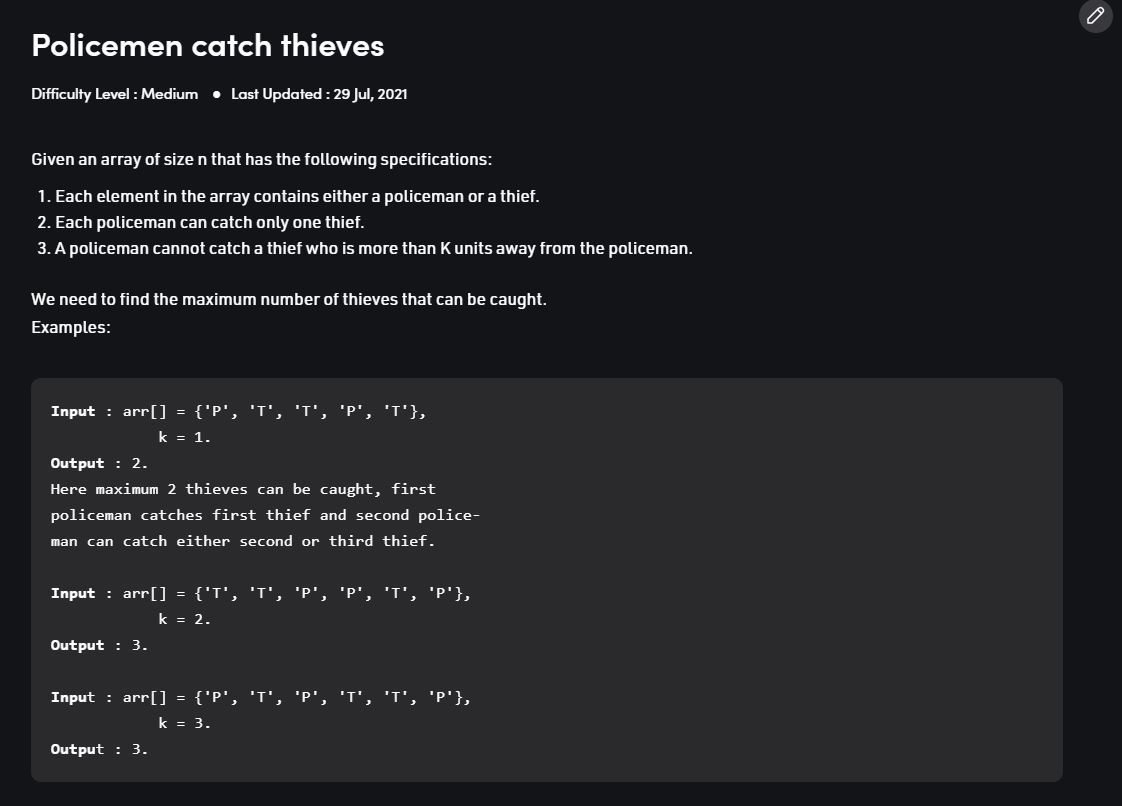 Policemen catch thieves
Difficulty Level : Medium ● Last Updated : 29 Jul, 2021
Given an array of size n that has the following specifications:
1. Each element in the array contains either a policeman or a thief.
2. Each policeman can catch only one thief.
3. A policeman cannot catch a thief who is more than K units away from the policeman.
We need to find the maximum number of thieves that can be caught.
Examples:
Input : arr[] = {'P', 'T', 'T', 'P', 'T'},
k = 1.
Output : 2.
Here maximum 2 thieves can be caught, first
policeman catches first thief and second police-
man can catch either second or third thief.
Input : arr[] = {'T', 'T', 'P', 'P', 'T', 'P'},
k = 2.
Output : 3.
Input : arr[] = {'P', 'T', 'P', 'T', 'T', 'P'},
k = 3.
Output : 3.